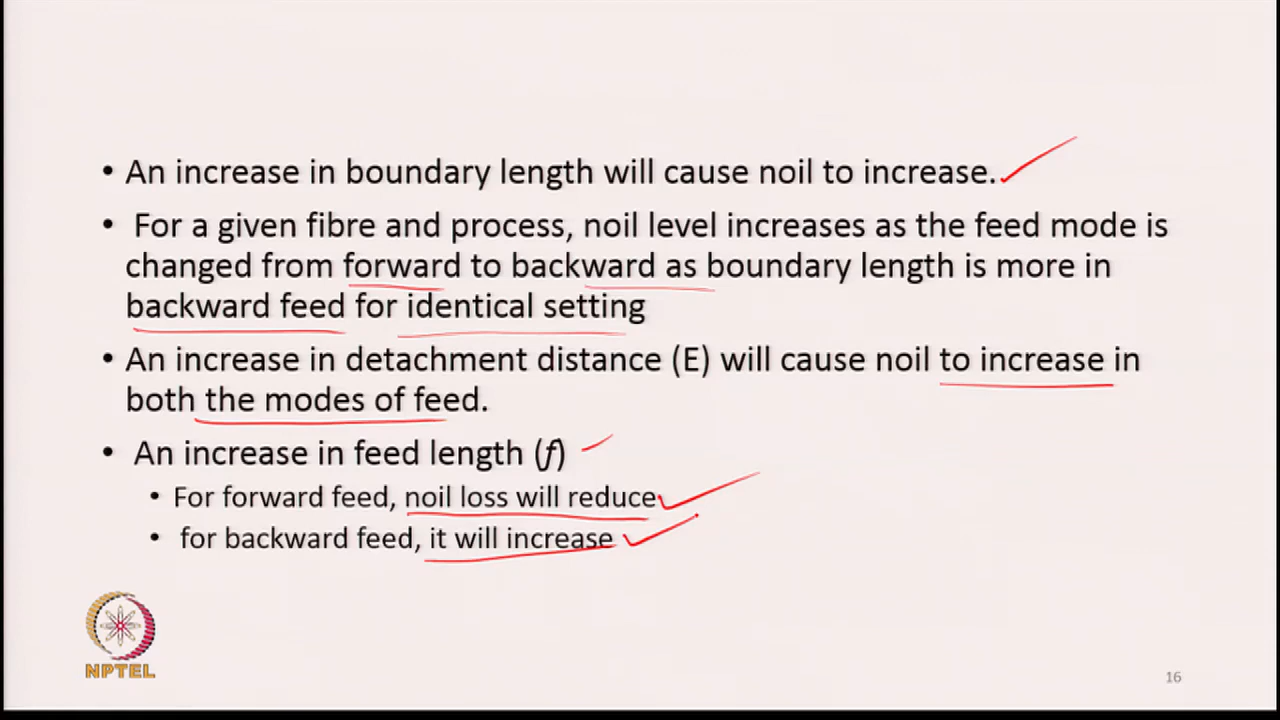 • An increase in boundary length will cause noil to increase.
• For a given fibre and process, noil level increases as the feed mode is
changed from forward to backward as boundary length is more in
backward feed for identical setting
• An increase in detachment distance (E) will cause noil to increase in
both the modes of feed.
• An increase in feed length (f)
• For forward feed, noil loss will reduce
• for backward feed, it will increase
NPTEL
16